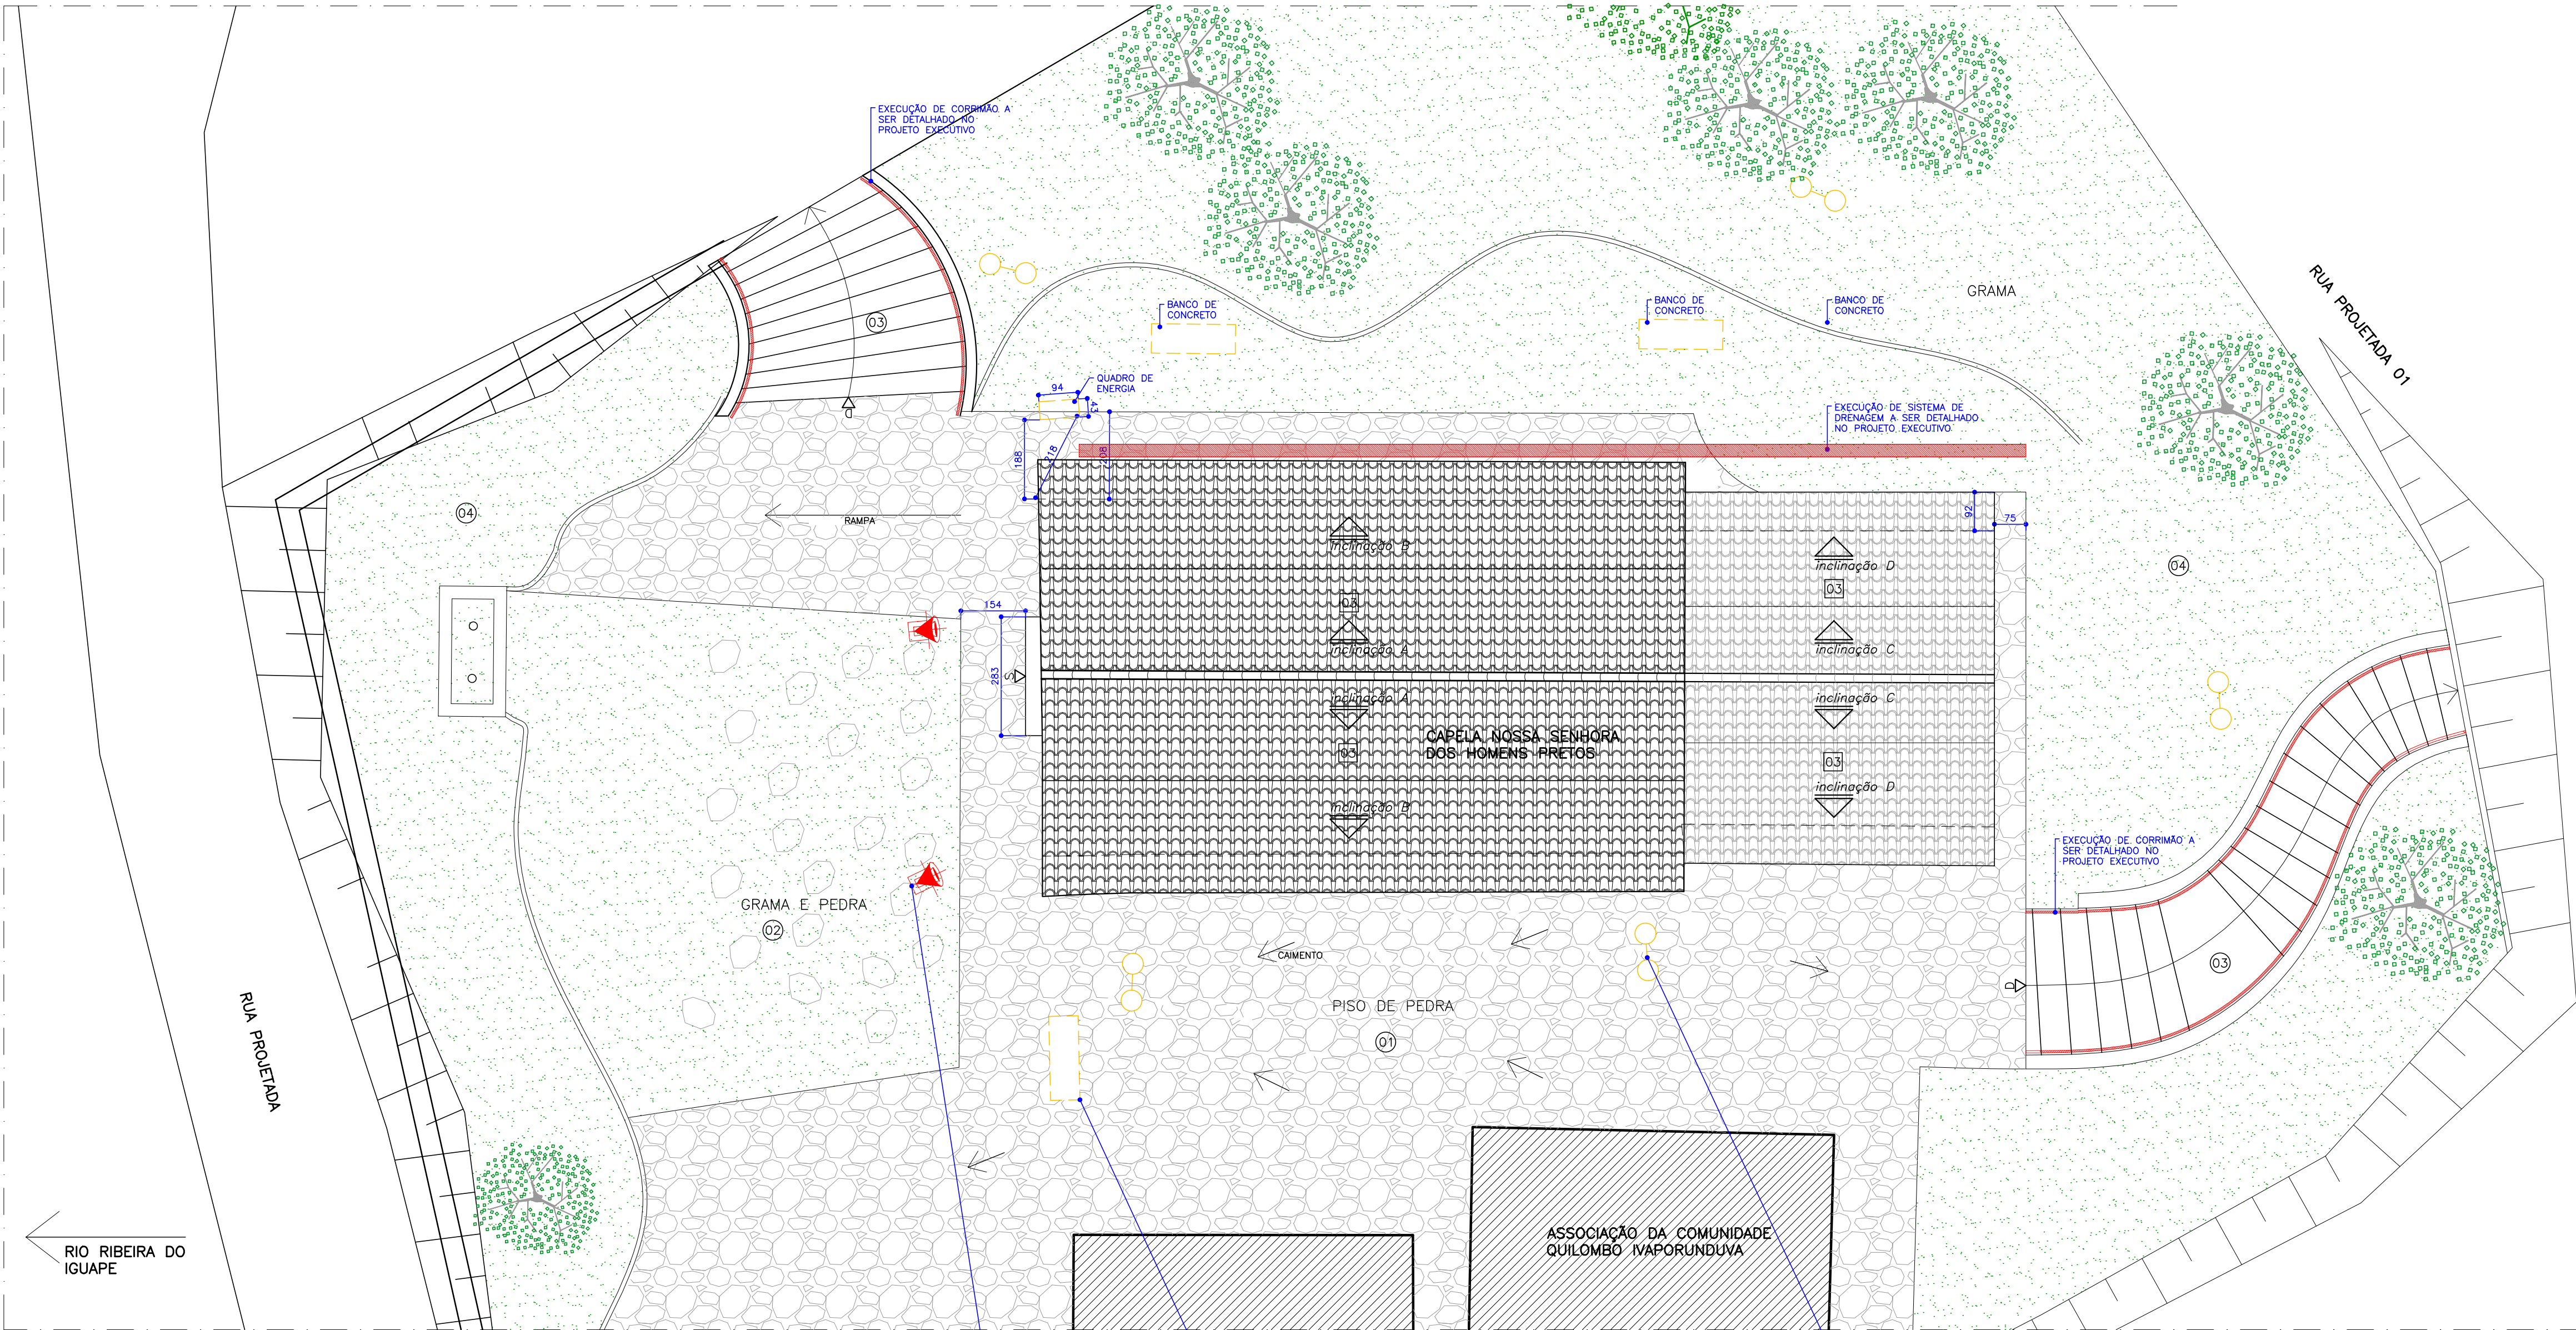 EXECUÇÃO DE CORRIMÃO A
SER DETALHADO NO
PROJETO EXECUTIVO
RUA PROJETADA 01
GRAMA
BANCO DE
CONCRETO
BANCO DE
CONCRETO
BANCO DE
CONCRETO
03
QUADRO DE
ENERGIA
94
43
D
188
218
208
EXECUÇÃO DE SISTEMA DE
DRENAGEM A SER DETALHADO
NO PROJETO EXECUTIVO
04
RAMPA
92
75
inclinação B
inclinação D
04
03
03
154
inclinação A
inclinação C
283
S
inclinação A
inclinação C
CAPELA NOSSA SENHORA
DOS HOMENS PRETOS
03
03
inclinação D
inclinação B
EXECUÇÃO DE CORRIMÃO A
SER DETALHADO NO
PROJETO EXECUTIVO
GRAMA E PEDRA
02
CAIMENTO
03
D
PISO DE PEDRA
01
RUA PROJETADA
ASSOCIAÇÃO DA COMUNIDADE
QUILOMBO IVAPORUNDUVA
RIO RIBEIRA DO
IGUAPE